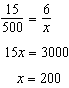 15/500 = 6/x
15x = 3000
x = 200